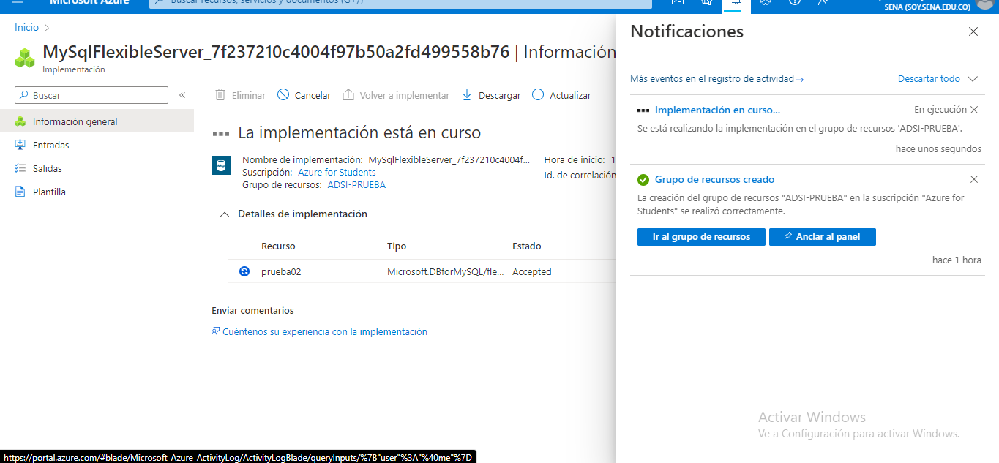 Microsoft Azure
Buscar recursos, servicios y documentos (G+/)
SENA (SOY.SENA.EDU.CO)
Inicio
MySqlFlexibleServer_7f237210c4004f97b50a2fd499558b76 | Información
Implementación
Buscar
Información general
Entradas
Salidas
Plantilla
Eliminar Cancelar Volver a implementar Descargar Actualizar
La implementación está en curso
Nombre de implementación: MySqlFlexibleServer_7f237210c4004f... Hora de inicio: 1
Suscripción: Azure for Students Id. de correlación
Grupo de recursos: ADSI-PRUEBA
Detalles de implementación
Recurso Tipo Estado
prueba02 Microsoft.DBforMySQL/fle... Accepted
Enviar comentarios
Cuéntenos su experiencia con la implementación
Notificaciones
Más eventos en el registro de actividad → Descartar todo
Implementación en curso... En ejecución
Se está realizando la implementación en el grupo de recursos 'ADSI-PRUEBA'.
hace unos segundos
Grupo de recursos creado
La creación del grupo de recursos "ADSI-PRUEBA" en la suscripción "Azure for
Students" se realizó correctamente.
Ir al grupo de recursos Anclar al panel
hace 1 hora
Activar Windows
Ve a Configuración para activar Windows.
https://portal.azure.com/#blade/Microsoft_Azure_ActivityLog/ActivityLogBlade/queryInputs/%7B"user"%3A"%40me"%7D